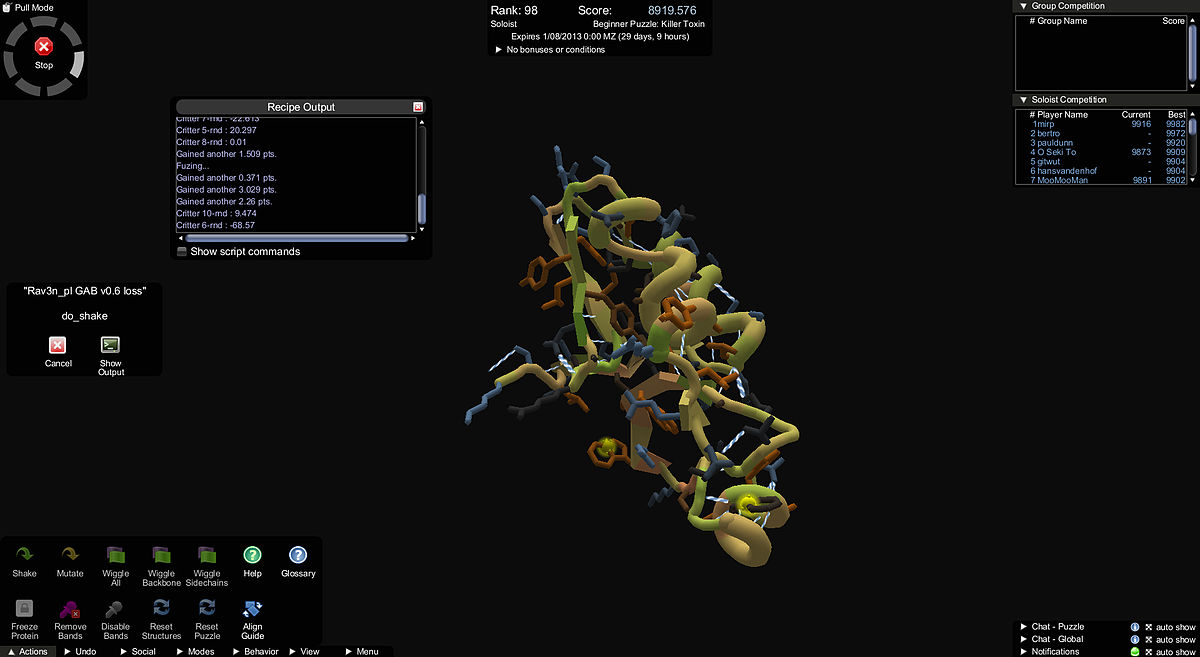 Pull Mode
Stop
Rank: 98 Score: 8919.576
Soloist Beginner Puzzle: Killer Toxin
Expires 1/08/2013 0:00 MZ (29 days, 9 hours)
No bonuses or conditions
Group Competition
# Group Name Score
Soloist Competition
# Player Name Current Best
1 mirp 9916 9982
2 bertro - 9972
3 pauldunn - 9920
4 O Seki To 9873 9909
5 gitwut - 9904
6 hansvandenhof - 9904
7 MooMooMan 9891 9902
Recipe Output
Critter 7-rnd : -22.613
Critter 5-rnd : 20.297
Critter 8-rnd : 0.01
Gained another 1.509 pts.
Fuzing...
Gained another 0.371 pts.
Gained another 3.029 pts.
Gained another 2.26 pts.
Critter 10-rnd : 9.474
Critter 6-rnd : -68.57
Show script commands
"Rav3n_pl GAB v0.6 loss"
do_shake
Cancel
Show
Output
Shake
Mutate
Wiggle
All
Wiggle
Backbone
Wiggle
Sidechains
Help
Glossary
Freeze
Protein
Remove
Bands
Disable
Bands
Reset
Structures
Reset
Puzzle
Align
Guide
Actions
Undo
Social
Modes
Behavior
View
Menu
Chat - Puzzle auto show
Chat - Global auto show
Notifications auto show